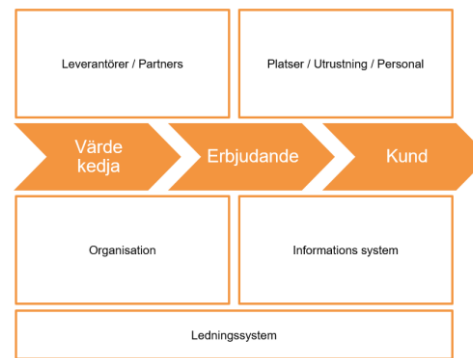 Leverantörer / Partners
Platser / Utrustning / Personal
Värde
kedja
Erbjudande
Kund
Organisation
Informations system
Ledningssystem